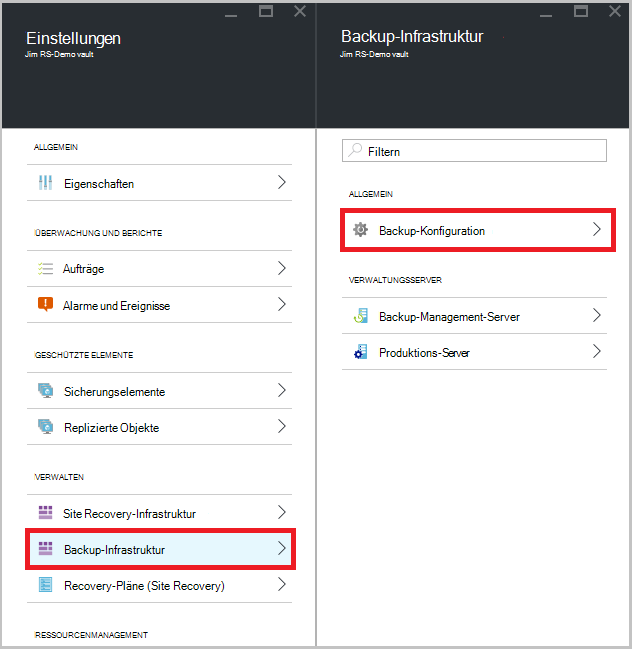 Einstellungen
Jim RS-Demo vault
ALLGEMEIN
Eigenschaften
ÜBERWACHUNG UND BERICHTE
Aufträge
Alarme und Ereignisse
GESCHÜTZTE ELEMENTE
Sicherungselemente
Replizierte Objekte
VERWALTEN
Site Recovery-Infrastruktur
Backup-Infrastruktur
Recovery-Pläne (Site Recovery)
RESSOURCENMANAGEMENT
Backup-Infrastruktur
Jim RS-Demo vault
Filtern
ALLGEMEIN
Backup-Konfiguration
VERWALTUNGSSERVER
Backup-Management-Server
Produktions-Server